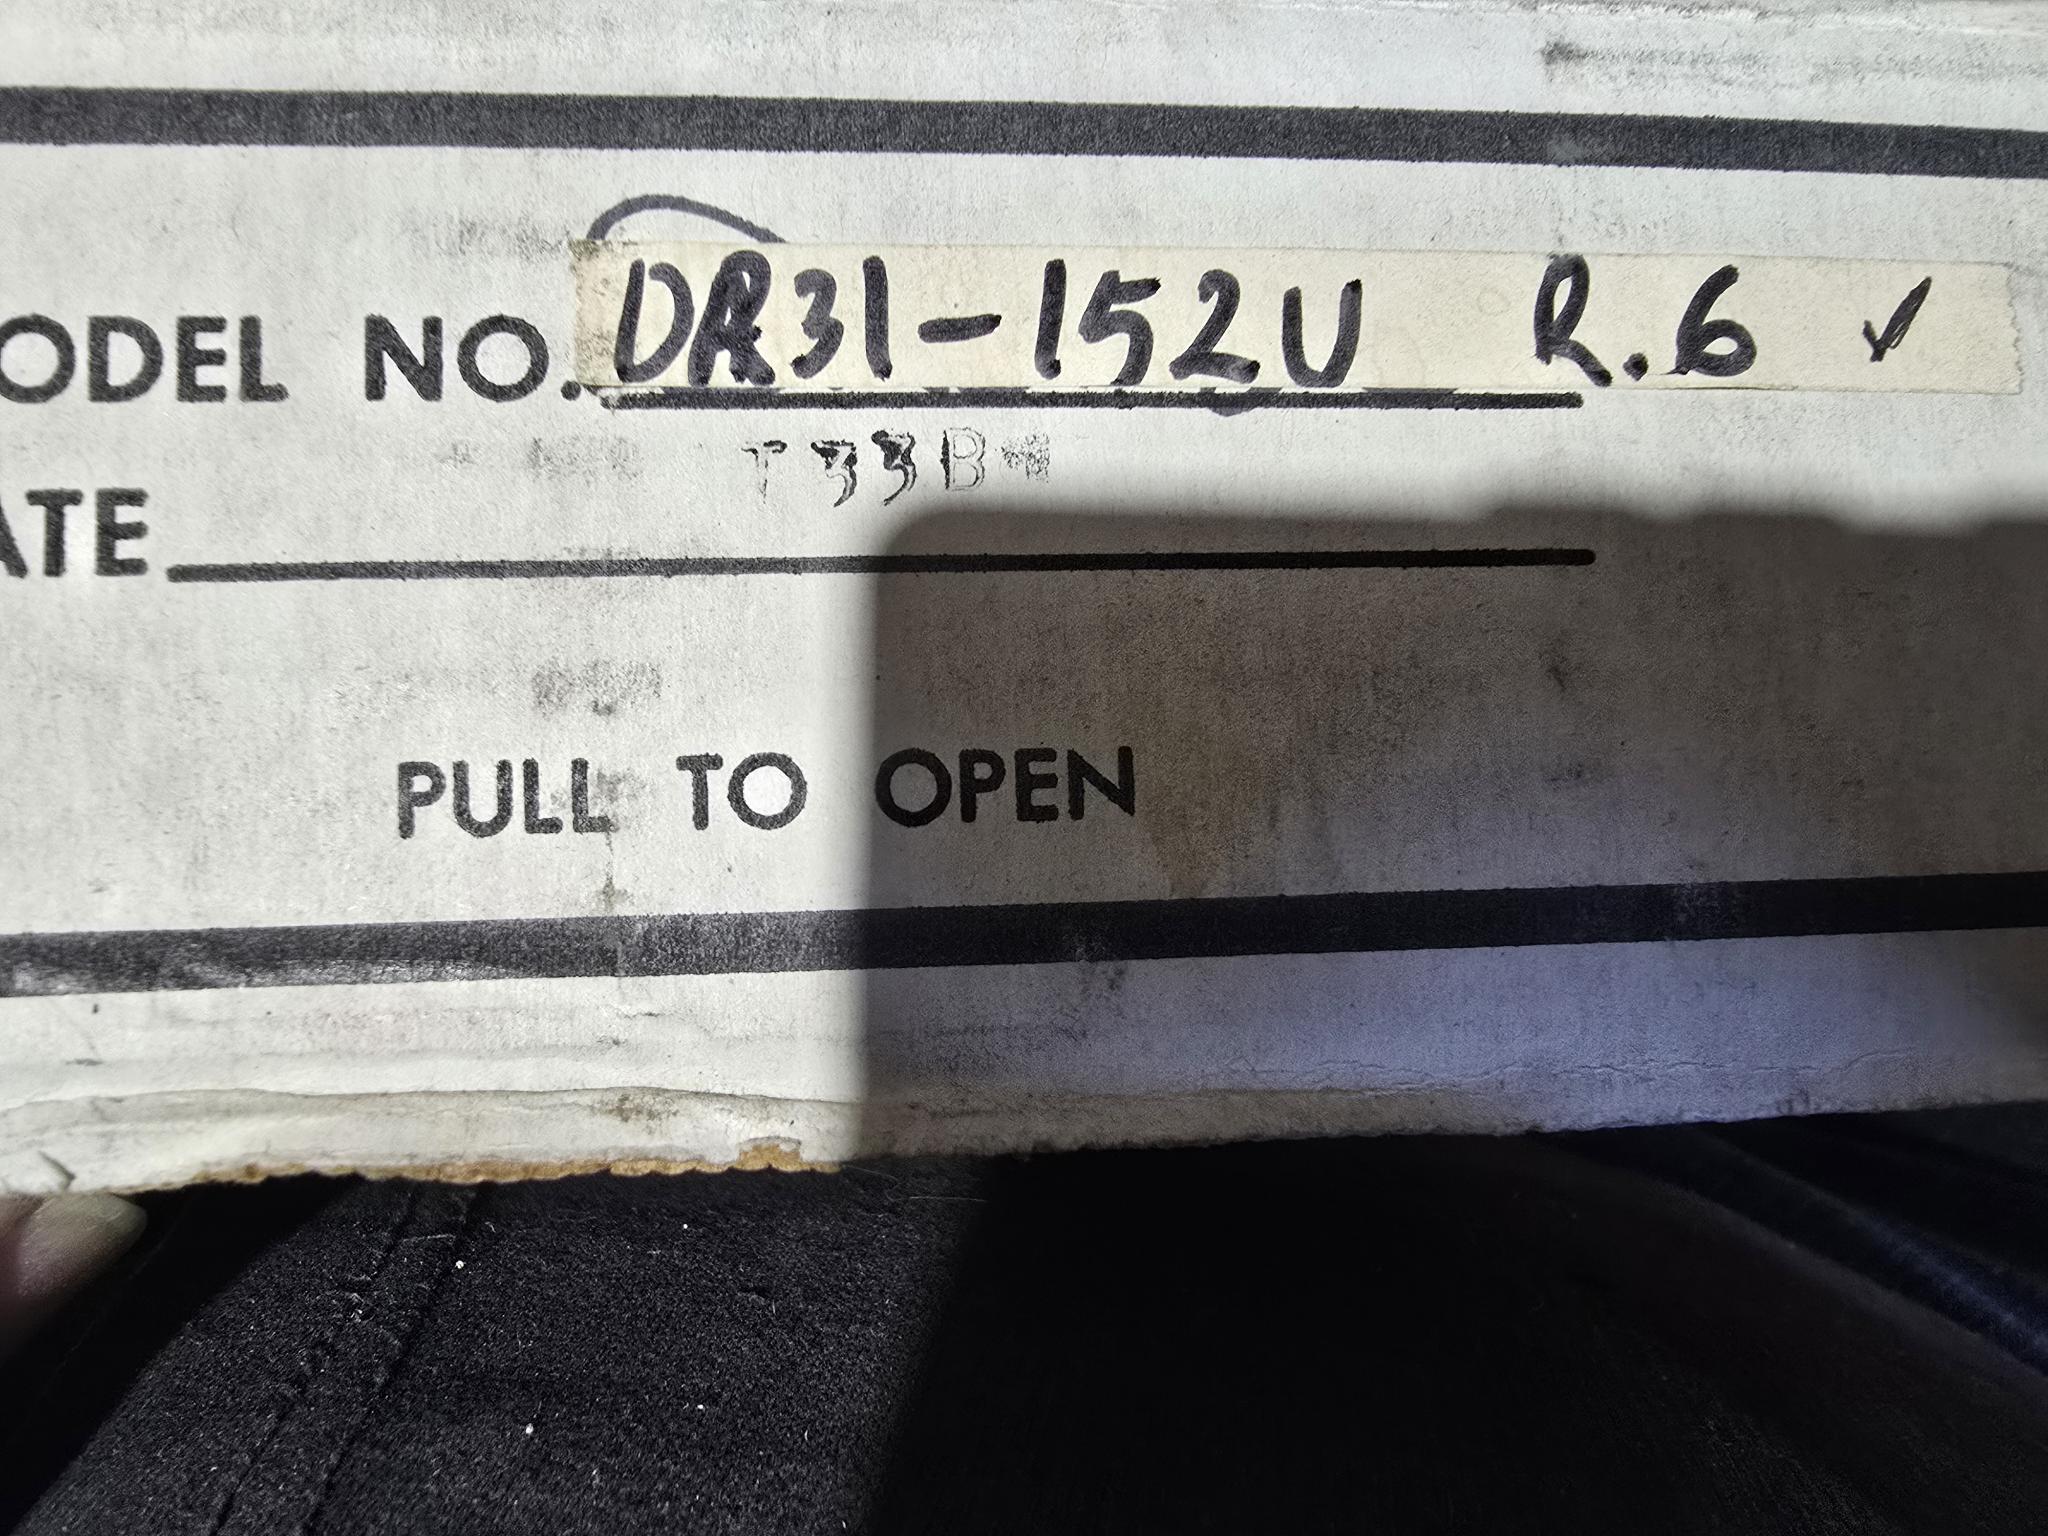 ODEL NO. DR31-152U R.6 ✓
T33B
ATE
PULL TO OPEN